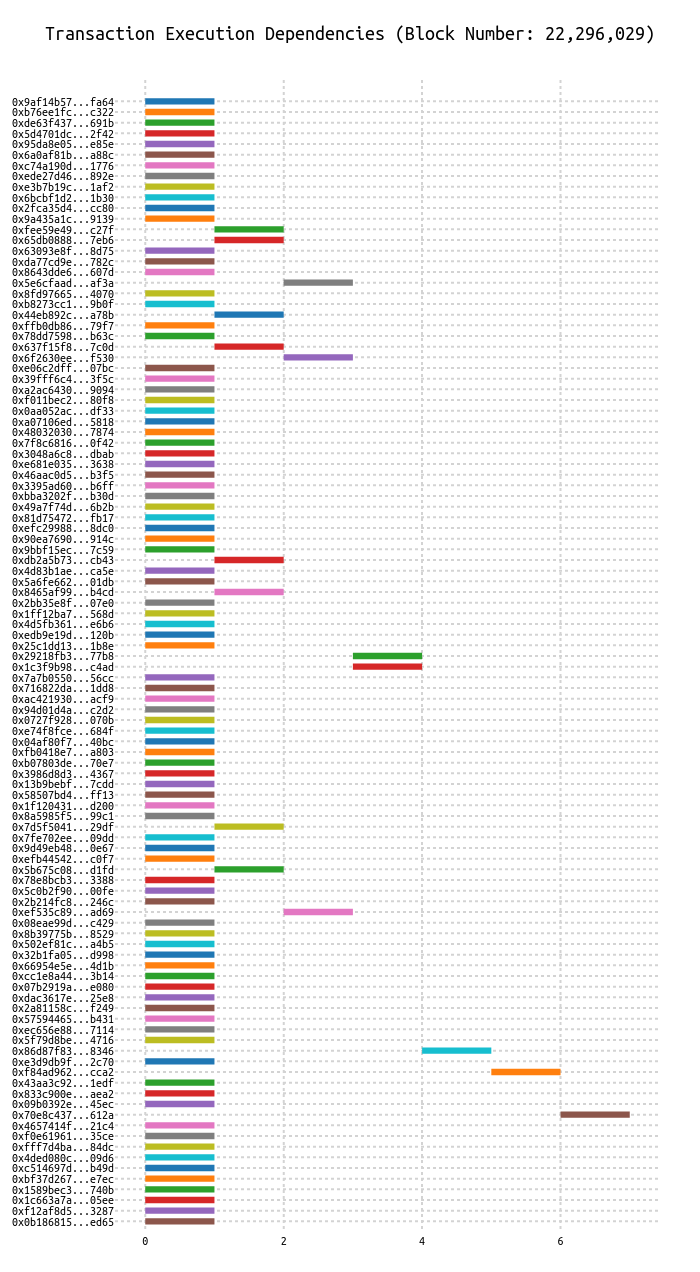 Transaction Execution Dependencies (Block Number: 22,296,029)
0x9af14b57...fa64
0xb76ee1fc...c322
0xde63f437...691b
0x5d4701dc...2f42
0x95da8e05...e85e
0x6a0af81b...a88c
0xc74a190d...1776
0xede27d46...892e
0xe3b7b19c...1af2
0x6bcbf1d2...1b30
0x2fca35d4...cc80
0x9a435a1c...9139
0xfee59e49...c27f
0x65db0888...7eb6
0x63093e8f...8d75
0xda77cd9e...782c
0x8643dde6...607d
0x5e6cfaad...af3a
0x8fd97665...4070
0xb8273cc1...9b0f
0x44eb892c...a78b
0xffb0db86...79f7
0x78dd7598...b63c
0x637f15f8...7c0d
0x6f2630ee...f530
0xe06c2dff...07bc
0x39fff6c4...3f5c
0xa2ac6430...9094
0xf011bec2...80f8
0x0aa052ac...df33
0xa07106ed...5818
0x48032030...7874
0x7f8c6816...0f42
0x3048a6c8...dbab
0xe681e035...3638
0x46aac0d5...b3f5
0x3395ad60...b6ff
0xbba3202f...b30d
0x49a7f74d...6b2b
0x81d75472...fb17
0xefc29988...8dc0
0x90ea7690...914c
0x9bbf15ec...7c59
0xdb2a5b73...cb43
0x4d83b1ae...ca5e
0x5a6fe662...01db
0x8465af99...b4cd
0x2bb35e8f...07e0
0x1ff12ba7...568d
0x4d5fb361...e6b6
0xedb9e19d...120b
0x25c1dd13...1b8e
0x29218fb3...77b8
0x1c3f9b98...c4ad
0x7a7b0550...56cc
0x716822da...1dd8
0xac421930...acf9
0x94d01d4a...c2d2
0x0727f928...070b
0xe74f8fce...684f
0x04af80f7...40bc
0xfb0418e7...a803
0xb07803de...70e7
0x3986d8d3...4367
0x13b9bebf...7cdd
0x58507bd4...ff13
0x1f120431...d200
0x8a5985f5...99c1
0x7d5f5041...29df
0x7fe702ee...09dd
0x9d49eb48...0e67
0xefb44542...c0f7
0x5b675c08...d1fd
0x78e8bcb3...3388
0x5c0b2f90...00fe
0x2b214fc8...246c
0xef535c89...ad69
0x08eae99d...c429
0x8b39775b...8529
0x502ef81c...a4b5
0x32b1fa05...d998
0x66954e5e...4d1b
0xcc1e8a44...3b14
0x07b2919a...e080
0xdac3617e...25e8
0x2a81158c...f249
0x57594465...b431
0xec656e88...7114
0x5f79d8be...4716
0x86d87f83...8346
0xe3d9db9f...2c70
0xf84ad962...cca2
0x43aa3c92...1edf
0x833c900e...aea2
0x09b0392e...45ec
0x70e8c437...612a
0x4657414f...21c4
0xf0e61961...35ce
0xfff7d4ba...84dc
0x4ded080c...09d6
0xc514697d...b49d
0xbf37d267...e7ec
0x1589bec3...740b
0x1c663a7a...05ee
0xf12af8d5...3287
0x0b186815...ed65
0 2 4 6